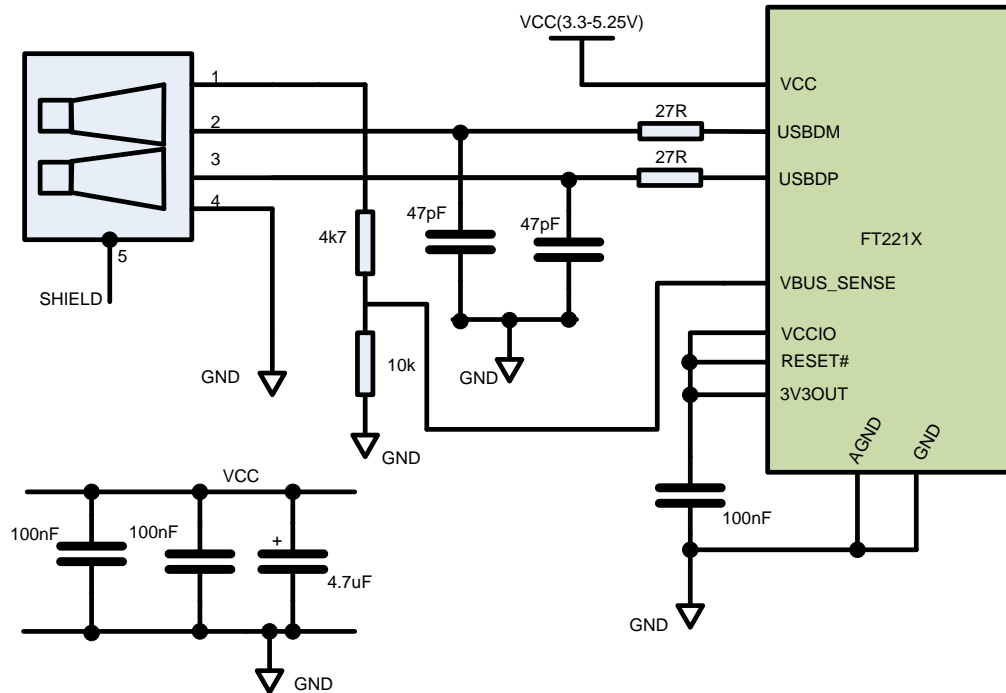 VCC(3.3-5.25V)
1
VCC
27R
2
USBDM
27R
3
USBDP
4
47pF
47pF
4k7
FT221X
5
VBUS_SENSE
SHIELD
VCCIO
RESET#
10k
GND
GND
3V3OUT
GND
AGND
GND
VCC
100nF
100nF
100nF
+
4.7uF
GND
GND